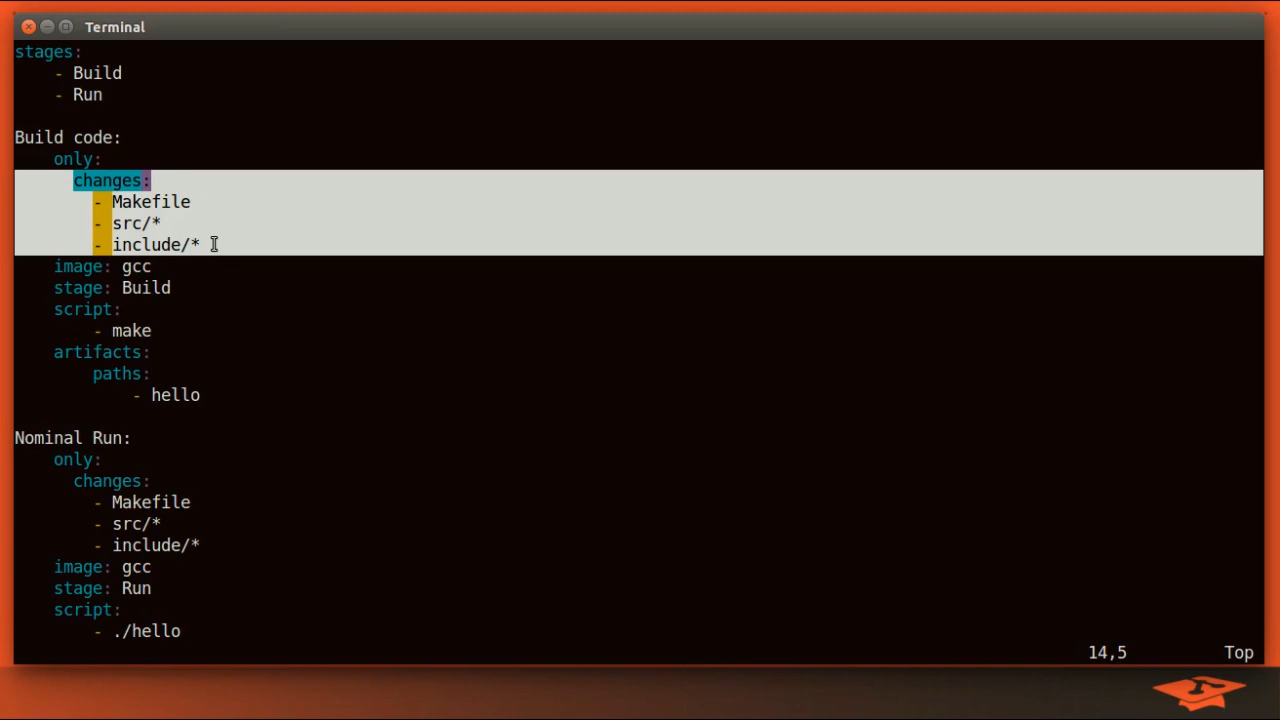 Terminal
stages:
- Build
- Run
Build code:
only:
changes:
- Makefile
- src/*
- include/*
image: gcc
stage: Build
script:
- make
artifacts:
paths:
- hello
Nominal Run:
only:
changes:
- Makefile
- src/*
- include/*
image: gcc
stage: Run
script:
- ./hello
14,5 Top